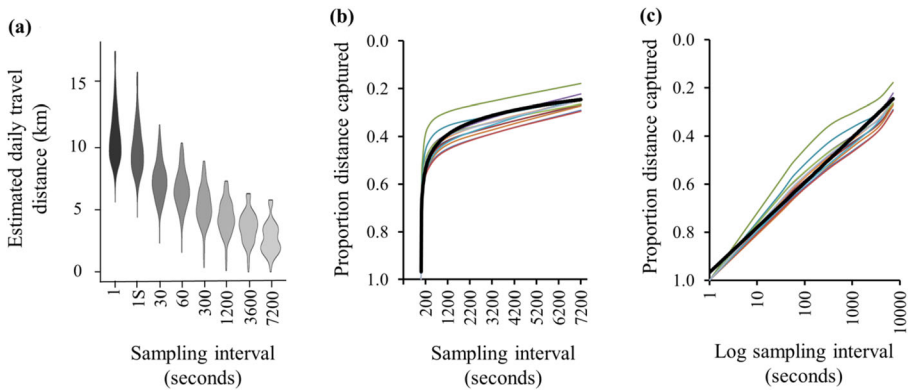 (a)
Estimated daily travel
distance (km)
15
10
5
0
1
1S
30
60
300
1200
3600
7200
Sampling interval
(seconds)
(b)
Proportion distance captured
0.0
0.2
0.4
0.6
0.8
1.0
200
1200
2200
3200
4200
5200
6200
7200
Sampling interval
(seconds)
(c)
Proportion distance captured
0.0
0.2
0.4
0.6
0.8
1.0
1
10
100
1000
10000
Log sampling interval
(seconds)